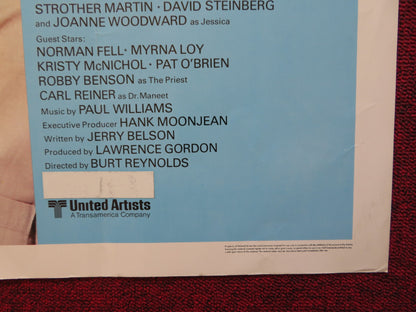 STROTHER MARTIN · DAVID STEINBERG
and JOANNE WOODWARD as Jessica
Guest Stars:
NORMAN FELL · MYRNA LOY
KRISTY McNICHOL · PAT O'BRIEN
ROBBY BENSON as The Priest
CARL REINER as Dr. Maneet
Music by PAUL WILLIAMS
Executive Producer HANK MOONJEAN
Written by JERRY BELSON
Produced by LAWRENCE GORDON
Directed by BURT REYNOLDS
United Artists
A Transamerica Company